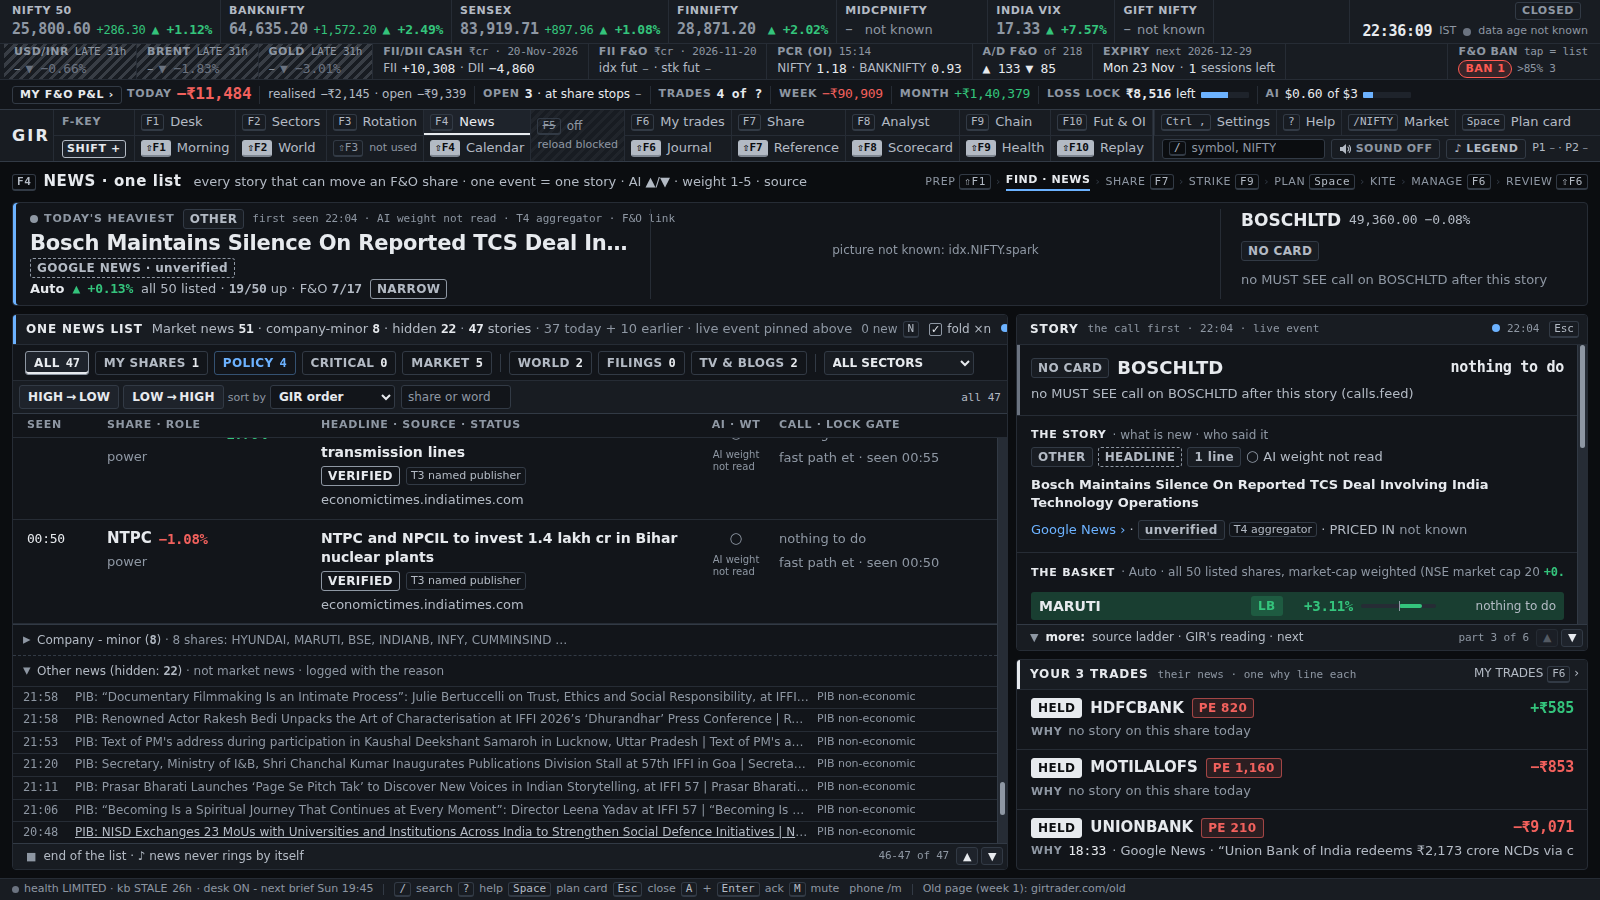 NIFTY 50 BANKNIFTY SENSEX FINNIFTY MIDCPNIFTY INDIA VIX GIFT NIFTY CLOSED
25,800.60 +286.30 ▲ +1.12% 64,635.20 +1,572.20 ▲ +2.49% 83,919.71 +897.96 ▲ +1.08% 28,871.20 ▲ +2.02% – not known 17.33 ▲ +7.57% – not known 22:36:09 IST data age not known
USD/INR LATE 31h BRENT LATE 31h GOLD LATE 31h FII/DII CASH ₹cr · 20-Nov-2026 FII F&O ₹cr · 2026-11-20 PCR (OI) 15:14 A/D F&O of 218 EXPIRY next 2026-12-29 F&O BAN tap = list
– ▼ −0.66% – ▼ −1.83% – ▼ −3.01% FII +10,308 · DII −4,860 idx fut – · stk fut – NIFTY 1.18 · BANKNIFTY 0.93 ▲ 133 ▼ 85 Mon 23 Nov · 1 sessions left BAN 1 >85% 3
MY F&O P&L › TODAY −₹11,484 realised −₹2,145 · open −₹9,339 OPEN 3 · at share stops – TRADES 4 of ? WEEK −₹90,909 MONTH +₹1,40,379 LOSS LOCK ₹8,516 left AI $0.60 of $3
GIR F-KEY F1 Desk F2 Sectors F3 Rotation F4 News F5 off F6 My trades F7 Share F8 Analyst F9 Chain F10 Fut & OI Ctrl , Settings ? Help /NIFTY Market Space Plan card
SHIFT + ⇧F1 Morning ⇧F2 World ⇧F3 not used ⇧F4 Calendar reload blocked ⇧F6 Journal ⇧F7 Reference ⇧F8 Scorecard ⇧F9 Health ⇧F10 Replay / symbol, NIFTY SOUND OFF ♪ LEGEND P1 – · P2 –
F4 NEWS · one list every story that can move an F&O share · one event = one story · AI ▲/▼ · weight 1-5 · source PREP ⇧F1 › FIND · NEWS › SHARE F7 › STRIKE F9 › PLAN Space › KITE › MANAGE F6 › REVIEW ⇧F6
TODAY'S HEAVIEST OTHER first seen 22:04 · AI weight not read · T4 aggregator · F&O line
Bosch Maintains Silence On Reported TCS Deal In…
GOOGLE NEWS · unverified
Auto ▲ +0.13% all 50 listed · 19/50 up · F&O 7/17 NARROW
picture not known: idx.NIFTY.spark
BOSCHLTD 49,360.00 −0.08%
NO CARD
no MUST SEE call on BOSCHLTD after this story
ONE NEWS LIST Market news 51 · company-minor 8 · hidden 22 · 47 stories · 37 today + 10 earlier · live event pinned above 0 new N ✓ fold ×n
ALL 47 MY SHARES 1 POLICY 4 CRITICAL 0 MARKET 5 WORLD 2 FILINGS 0 TV & BLOGS 2 ALL SECTORS
HIGH → LOW LOW → HIGH sort by GIR order share or word all 47
SEEN SHARE · ROLE HEADLINE · SOURCE · STATUS AI · WT CALL · LOCK GATE
power transmission lines AI weight not read fast path et · seen 00:55
VERIFIED T3 named publisher
economictimes.indiatimes.com
00:50 NTPC −1.08% NTPC and NPCIL to invest 1.4 lakh cr in Bihar nothing to do
power nuclear plants AI weight not read fast path et · seen 00:50
VERIFIED T3 named publisher
economictimes.indiatimes.com
▶ Company - minor (8) · 8 shares: HYUNDAI, MARUTI, BSE, INDIANB, INFY, CUMMINSIND …
▼ Other news (hidden: 22) · not market news · logged with the reason
21:58 PIB: “Documentary Filmmaking Is an Intimate Process”: Julie Bertuccelli on Trust, Ethics and Social Responsibility, at IFFI… PIB non-economic
21:58 PIB: Renowned Actor Rakesh Bedi Unpacks the Art of Characterisation at IFFI 2026’s ‘Dhurandhar’ Press Conference | R… PIB non-economic
21:53 PIB: Text of PM's address during participation in Kaushal Deekshant Samaroh in Lucknow, Uttar Pradesh | Text of PM's a… PIB non-economic
21:20 PIB: Secretary, Ministry of I&B, Shri Chanchal Kumar Inaugurates Publications Division Stall at 57th IFFI in Goa | Secreta… PIB non-economic
21:11 PIB: Prasar Bharati Launches ‘Page Se Pitch Tak’ to Discover New Voices in Indian Storytelling, at IFFI 57 | Prasar Bharati… PIB non-economic
21:06 PIB: “Becoming Is a Spiritual Journey That Continues at Every Moment”: Director Leena Yadav at IFFI 57 | “Becoming Is … PIB non-economic
20:48 PIB: NISD Exchanges 23 MoUs with Universities and Institutions Across India to Strengthen Social Defence Initiatives | N… PIB non-economic
■ end of the list · ♪ news never rings by itself 46-47 of 47 ▲ ▼
STORY the call first · 22:04 · live event 22:04 Esc
NO CARD BOSCHLTD nothing to do
no MUST SEE call on BOSCHLTD after this story (calls.feed)
THE STORY · what is new · who said it
OTHER HEADLINE 1 line AI weight not read
Bosch Maintains Silence On Reported TCS Deal Involving India
Technology Operations
Google News › · unverified T4 aggregator · PRICED IN not known
THE BASKET · Auto · all 50 listed shares, market-cap weighted (NSE market cap 20 +0.
MARUTI LB +3.11% nothing to do
▼ more: source ladder · GIR's reading · next part 3 of 6 ▲ ▼
YOUR 3 TRADES their news · one why line each MY TRADES F6 ›
HELD HDFCBANK PE 820 +₹585
WHY no story on this share today
HELD MOTILALOFS PE 1,160 −₹853
WHY no story on this share today
HELD UNIONBANK PE 210 −₹9,071
WHY 18:33 · Google News · “Union Bank of India redeems ₹2,173 crore NCDs via c
health LIMITED · kb STALE 26h · desk ON - next brief Sun 19:45 / search ? help Space plan card Esc close A + Enter ack M mute phone /m Old page (week 1): girtrader.com/old